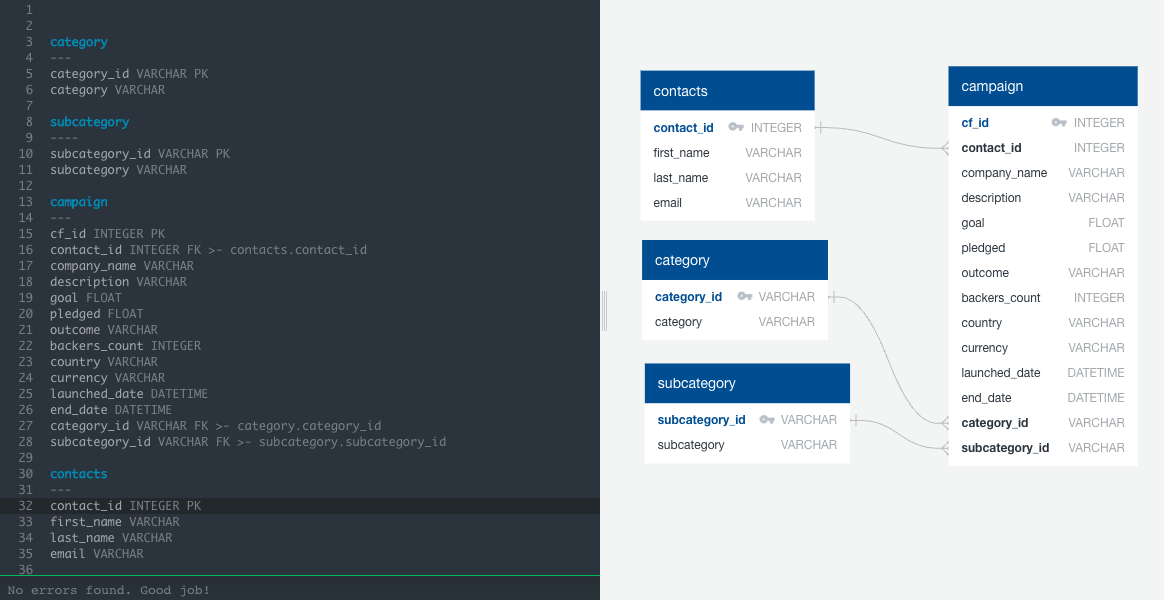 1
2
3 category
4 ---
5 category_id VARCHAR PK
6 category VARCHAR
7
8 subcategory
9 ----
10 subcategory_id VARCHAR PK
11 subcategory VARCHAR
12
13 campaign
14 ---
15 cf_id INTEGER PK
16 contact_id INTEGER FK >- contacts.contact_id
17 company_name VARCHAR
18 description VARCHAR
19 goal FLOAT
20 pledged FLOAT
21 outcome VARCHAR
22 backers_count INTEGER
23 country VARCHAR
24 currency VARCHAR
25 launched_date DATETIME
26 end_date DATETIME
27 category_id VARCHAR FK >- category.category_id
28 subcategory_id VARCHAR FK >- subcategory.subcategory_id
29
30 contacts
31 ---
32 contact_id INTEGER PK
33 first_name VARCHAR
34 last_name VARCHAR
35 email VARCHAR
36
No errors found. Good job!
contacts
contact_id INTEGER
first_name VARCHAR
last_name VARCHAR
email VARCHAR
category
category_id VARCHAR
category VARCHAR
subcategory
subcategory_id VARCHAR
subcategory VARCHAR
campaign
cf_id INTEGER
contact_id INTEGER
company_name VARCHAR
description VARCHAR
goal FLOAT
pledged FLOAT
outcome VARCHAR
backers_count INTEGER
country VARCHAR
currency VARCHAR
launched_date DATETIME
end_date DATETIME
category_id VARCHAR
subcategory_id VARCHAR